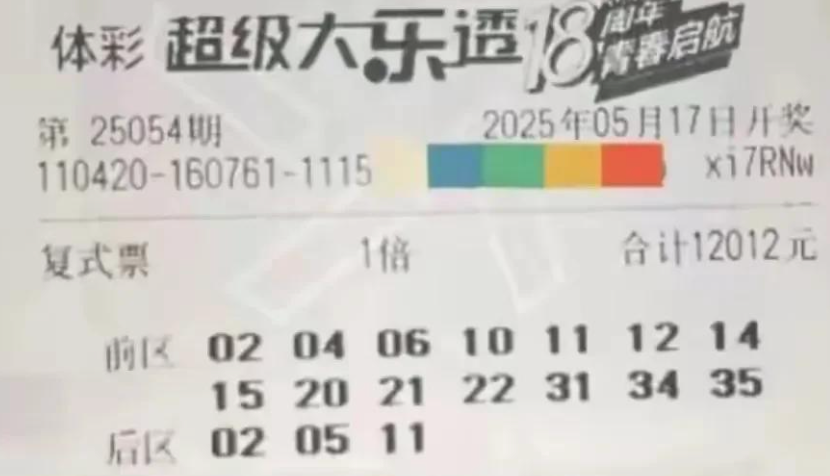 体彩 超级大乐透 18周年 青春启航
第 25054期 2025年05月17日开奖
110420-160761-1115 xi7RNw
复式票 1倍 合计12012元
前区 02 04 06 10 11 12 14
15 20 21 22 31 34 35
后区 02 05 11